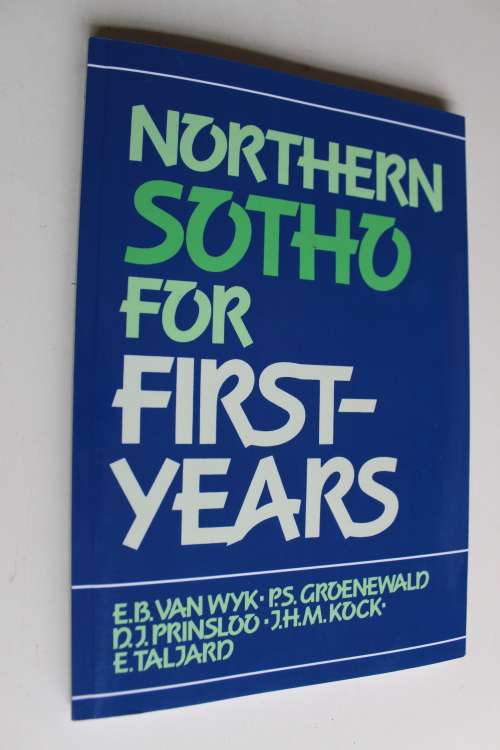 NORTHERN
SOTHO
FOR
FIRST-
YEARS
E.B. VAN WYK · P.S. GROENEWALD
D.J. PRINSLOO · J.H.M. KOCK ·
E. TALJARD